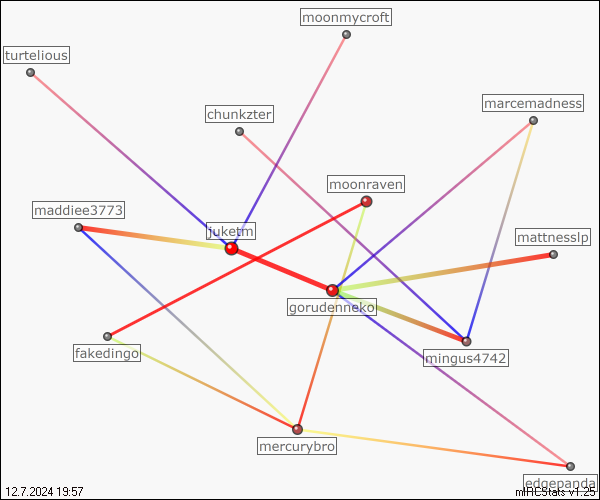 moonmycroft
turtelious
marcemadness
chunkzter
moonraven
maddiee3773
juketm
mattnesslp
gorudenneko
fakedingo
mingus4742
mercurybro
edgepanda
12.7.2024 19:57
mIRCStats v1.25